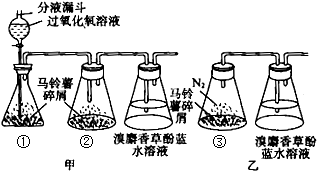 分液漏斗
过氧化氧溶液
马铃
薯碎
屑
①
②
溴麝香草酚蓝
水溶液
甲
N₂
马铃
薯碎屑
③
溴麝香草酚
蓝水溶液
乙